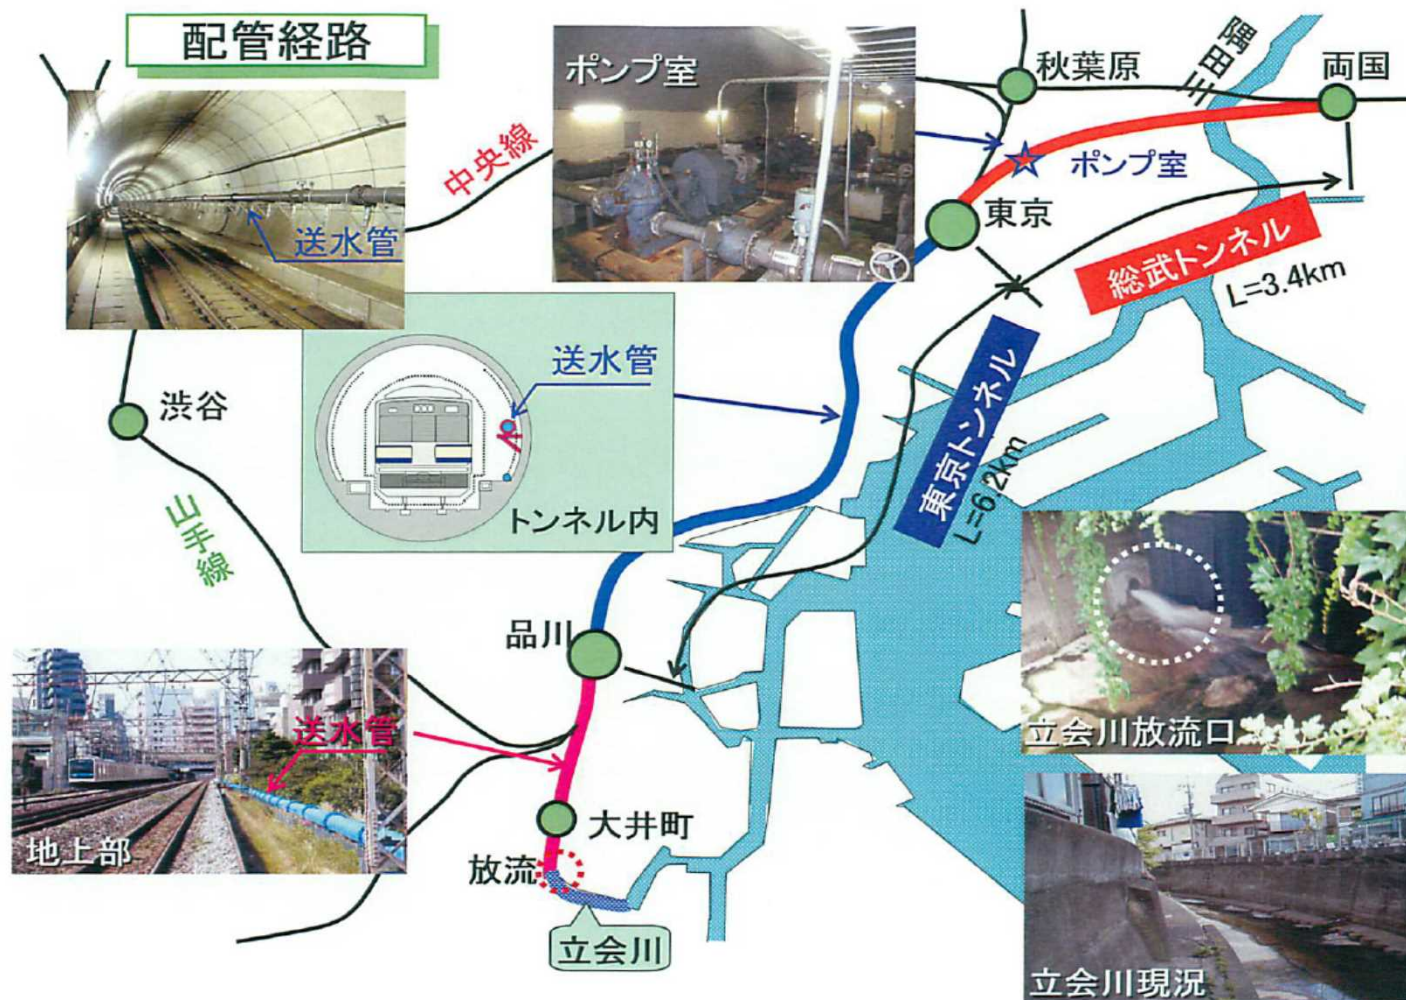 配管経路
ポンプ室
秋葉原
隅田川
両国
中央線
送水管
ポンプ室
東京
総武トンネル
L=3.4km
送水管
東京トンネル
L=6.2km
渋谷
トンネル内
山手線
品川
送水管
立会川放流口
地上部
大井町
放流
立会川
立会川現況